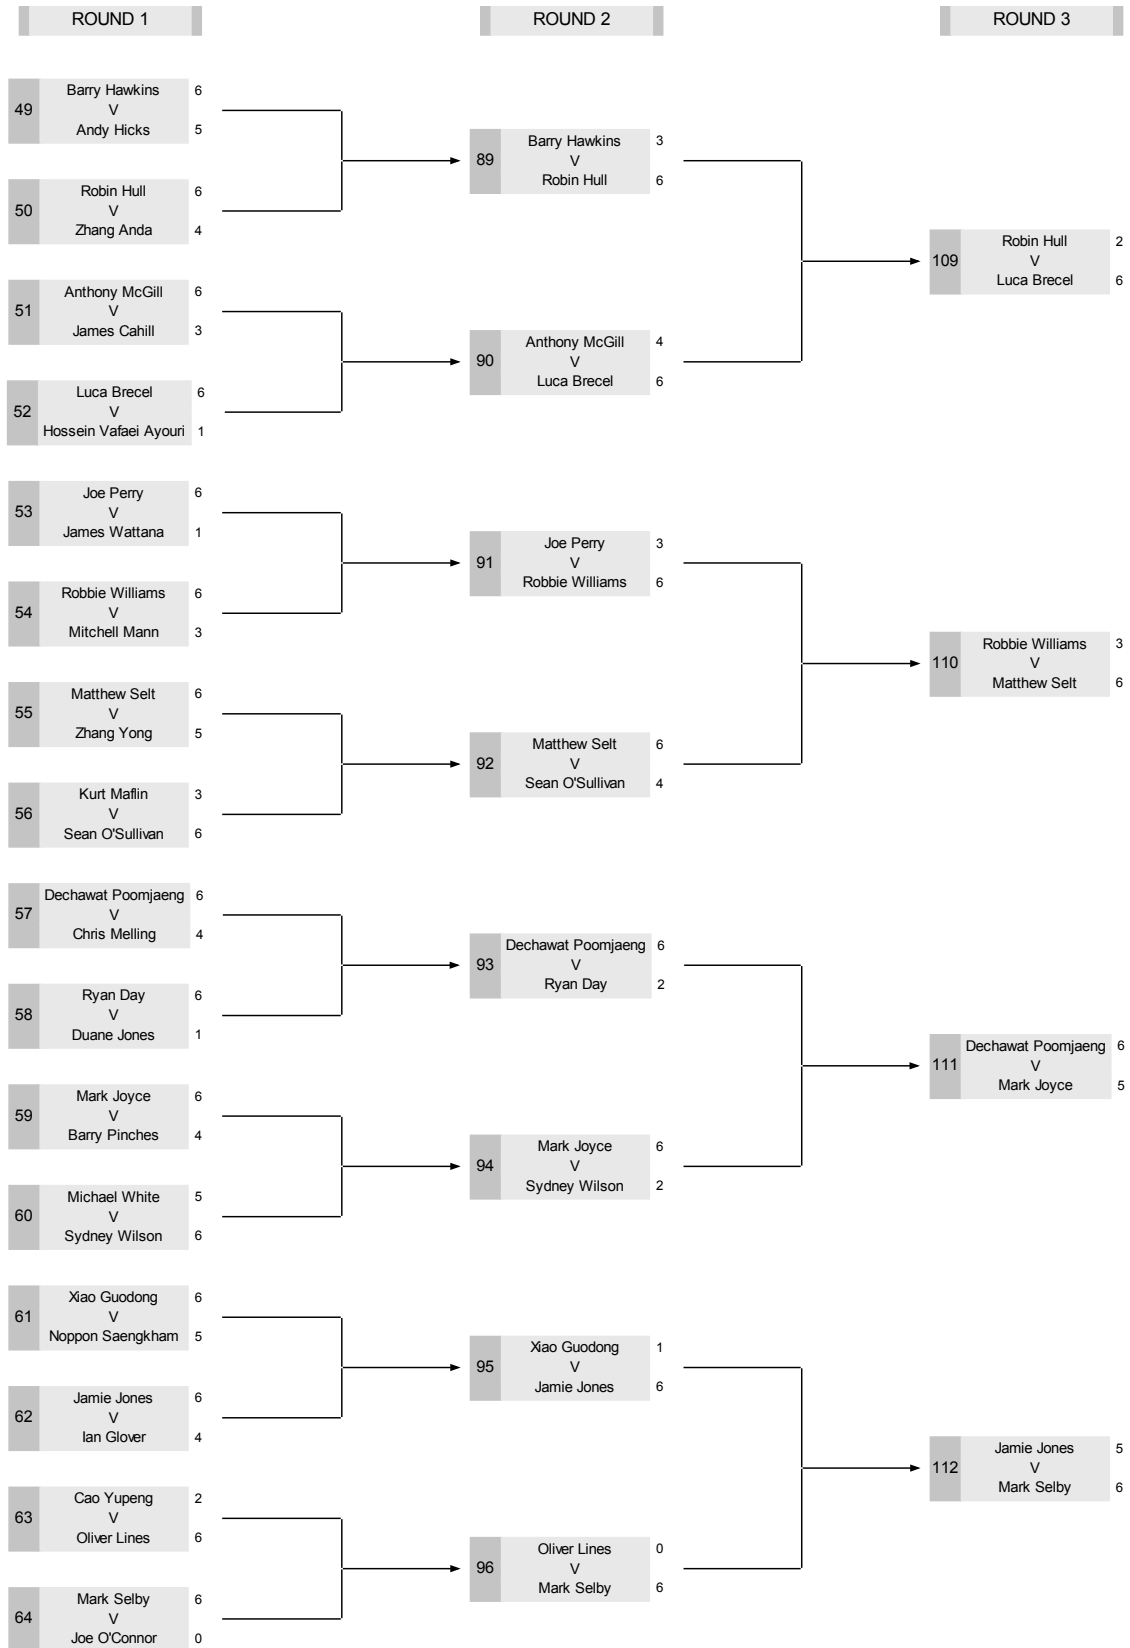 ROUND 1
ROUND 2
ROUND 3
49
Barry Hawkins 6
V
Andy Hicks 5
50
Robin Hull 6
V
Zhang Anda 4
51
Anthony McGill 6
V
James Cahill 3
52
Luca Brecel 6
V
Hossein Vafaei Ayouri 1
53
Joe Perry 6
V
James Wattana 1
54
Robbie Williams 6
V
Mitchell Mann 3
55
Matthew Selt 6
V
Zhang Yong 5
56
Kurt Maflin 3
V
Sean O'Sullivan 6
57
Dechawat Poomjaeng 6
V
Chris Melling 4
58
Ryan Day 6
V
Duane Jones 1
59
Mark Joyce 6
V
Barry Pinches 4
60
Michael White 5
V
Sydney Wilson 6
61
Xiao Guodong 6
V
Noppon Saengkham 5
62
Jamie Jones 6
V
Ian Glover 4
63
Cao Yupeng 2
V
Oliver Lines 6
64
Mark Selby 6
V
Joe O'Connor 0
89
Barry Hawkins 3
V
Robin Hull 6
90
Anthony McGill 4
V
Luca Brecel 6
91
Joe Perry 3
V
Robbie Williams 6
92
Matthew Selt 6
V
Sean O'Sullivan 4
93
Dechawat Poomjaeng 6
V
Ryan Day 2
94
Mark Joyce 6
V
Sydney Wilson 2
95
Xiao Guodong 1
V
Jamie Jones 6
96
Oliver Lines 0
V
Mark Selby 6
109
Robin Hull 2
V
Luca Brecel 6
110
Robbie Williams 3
V
Matthew Selt 6
111
Dechawat Poomjaeng 6
V
Mark Joyce 5
112
Jamie Jones 5
V
Mark Selby 6